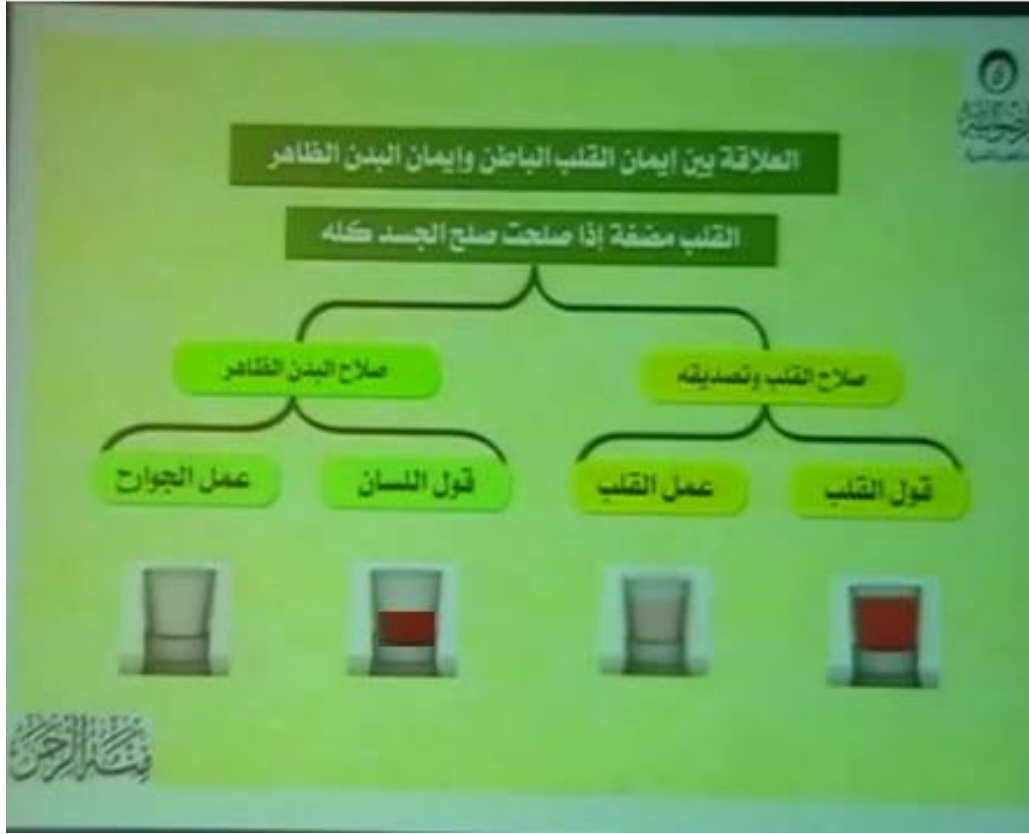 العلاقة بين إيمان القلب الباطن وإيمان البدن الظاهر
القلب مضغة إذا صلحت صلح الجسد كله
صلاح القلب وتصديقه
صلاح البدن الظاهر
قول القلب
عمل القلب
قول اللسان
عمل الجوارح
منة الرحمن